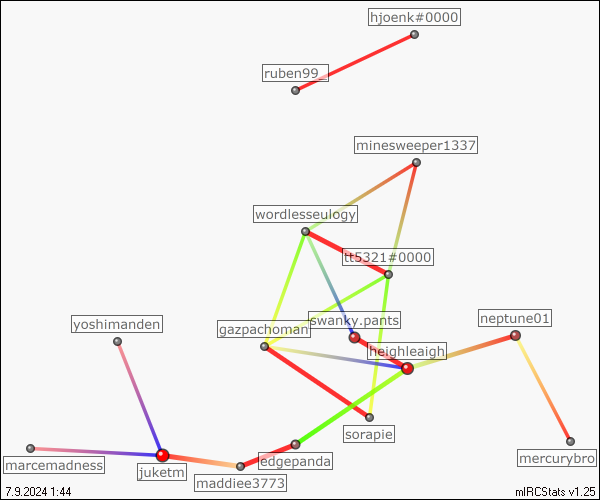 hjoenk#0000
ruben99_
minesweeper1337
wordlesseulogy
tt5321#0000
swanky.pants
neptune01
yoshimanden
gazpachoman
heighleaigh
sorapie
edgepanda
mercurybro
marcemadness
juketm
maddiee3773
7.9.2024 1:44
mIRCStats v1.25